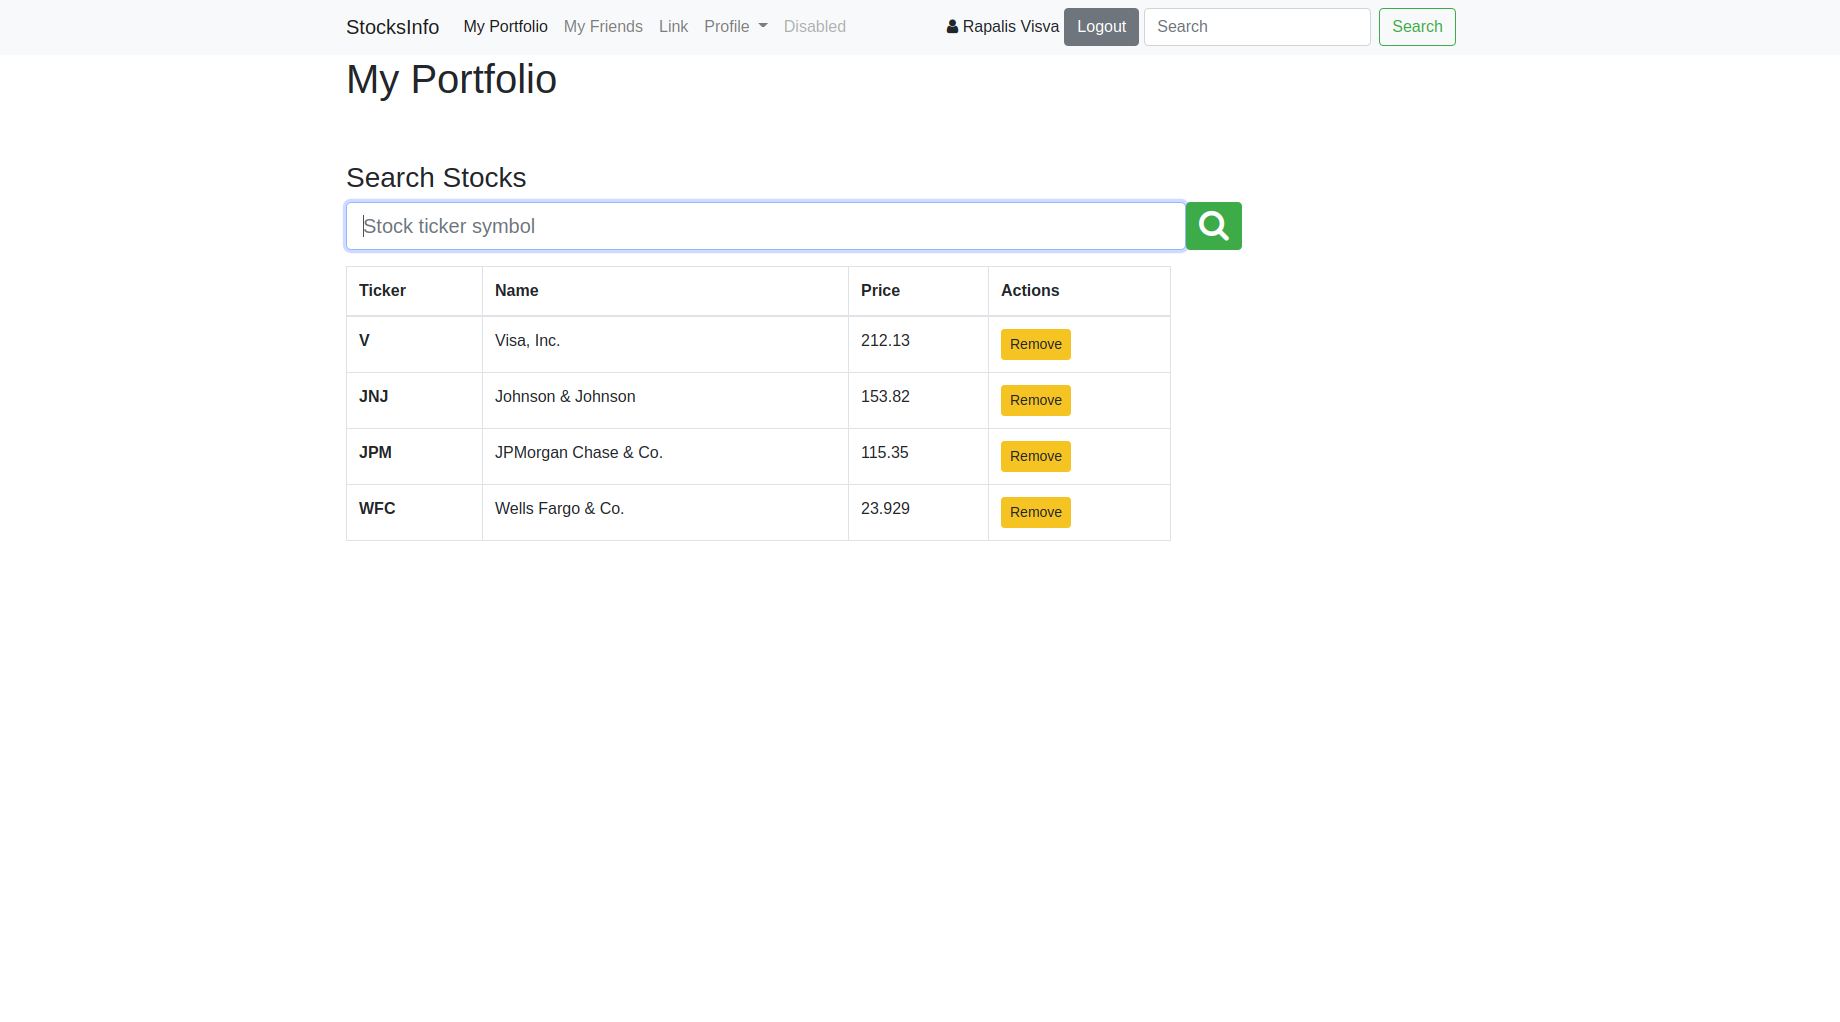 StocksInfo My Portfolio My Friends Link Profile Disabled Rapalis Visva Logout Search Search
My Portfolio
Search Stocks
Stock ticker symbol
Ticker Name Price Actions
V Visa, Inc. 212.13 Remove
JNJ Johnson & Johnson 153.82 Remove
JPM JPMorgan Chase & Co. 115.35 Remove
WFC Wells Fargo & Co. 23.929 Remove